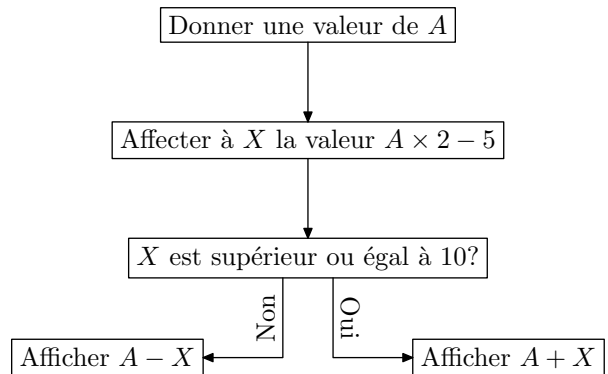 Donner une valeur de A
Affecter à X la valeur A × 2 − 5
X est supérieur ou égal à 10?
Non
Oui
Afficher A − X
Afficher A + X